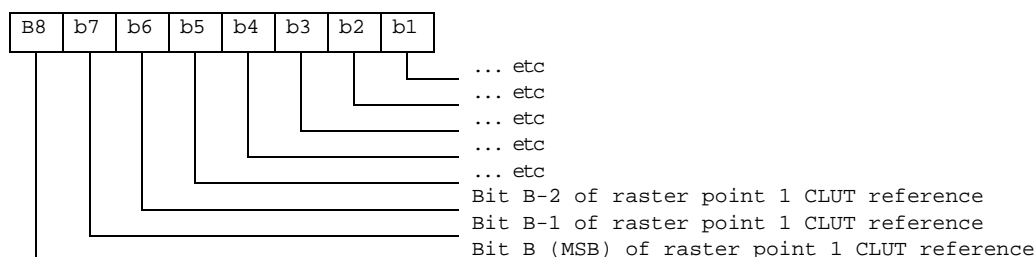 B8 b7 b6 b5 b4 b3 b2 b1
... etc
... etc
... etc
... etc
... etc
Bit B-2 of raster point 1 CLUT reference
Bit B-1 of raster point 1 CLUT reference
Bit B (MSB) of raster point 1 CLUT reference